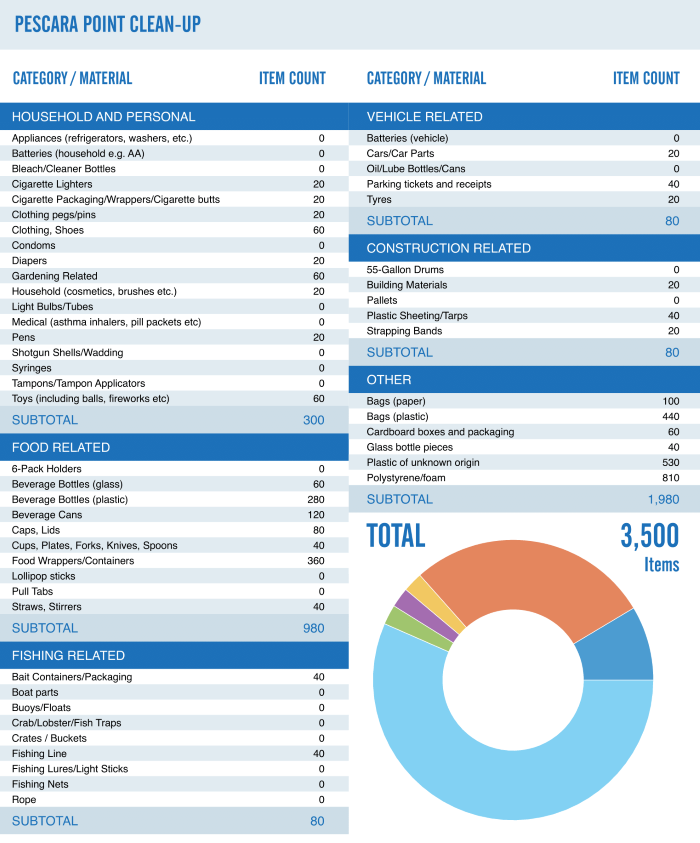 PESCARA POINT CLEAN-UP
CATEGORY / MATERIAL ITEM COUNT
HOUSEHOLD AND PERSONAL
Appliances (refrigerators, washers, etc.) 0
Batteries (household e.g. AA) 0
Bleach/Cleaner Bottles 0
Cigarette Lighters 20
Cigarette Packaging/Wrappers/Cigarette butts 20
Clothing pegs/pins 20
Clothing, Shoes 60
Condoms 0
Diapers 20
Gardening Related 60
Household (cosmetics, brushes etc.) 20
Light Bulbs/Tubes 0
Medical (asthma inhalers, pill packets etc) 0
Pens 20
Shotgun Shells/Wadding 0
Syringes 0
Tampons/Tampon Applicators 0
Toys (including balls, fireworks etc) 60
SUBTOTAL 300
FOOD RELATED
6-Pack Holders 0
Beverage Bottles (glass) 60
Beverage Bottles (plastic) 280
Beverage Cans 120
Caps, Lids 80
Cups, Plates, Forks, Knives, Spoons 40
Food Wrappers/Containers 360
Lollipop sticks 0
Pull Tabs 0
Straws, Stirrers 40
SUBTOTAL 980
FISHING RELATED
Bait Containers/Packaging 40
Boat parts 0
Buoys/Floats 0
Crab/Lobster/Fish Traps 0
Crates / Buckets 0
Fishing Line 40
Fishing Lures/Light Sticks 0
Fishing Nets 0
Rope 0
SUBTOTAL 80
CATEGORY / MATERIAL ITEM COUNT
VEHICLE RELATED
Batteries (vehicle) 0
Cars/Car Parts 20
Oil/Lube Bottles/Cans 0
Parking tickets and receipts 40
Tyres 20
SUBTOTAL 80
CONSTRUCTION RELATED
55-Gallon Drums 0
Building Materials 20
Pallets 0
Plastic Sheeting/Tarps 40
Strapping Bands 20
SUBTOTAL 80
OTHER
Bags (paper) 100
Bags (plastic) 440
Cardboard boxes and packaging 60
Glass bottle pieces 40
Plastic of unknown origin 530
Polystyrene/foam 810
SUBTOTAL 1,980
TOTAL 3,500
Items